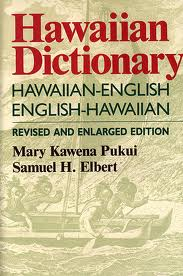 Hawaiian
Dictionary
HAWAIIAN-ENGLISH
ENGLISH-HAWAIIAN
REVISED AND ENLARGED EDITION
Mary Kawena Pukui
Samuel H. Elbert